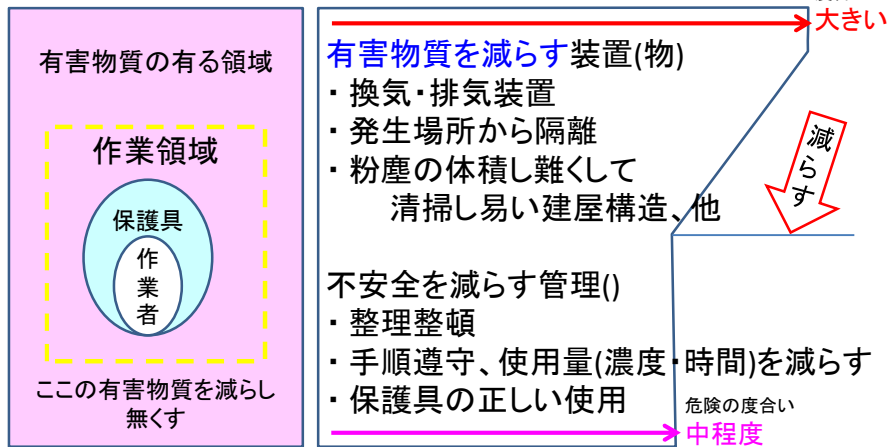 有害物質の有る領域
作業領域
保護具
作業者
ここの有害物質を減らし
無くす
大きい
有害物質を減らす装置(物)
・ 換気・排気装置
・ 発生場所から隔離
・ 粉塵の体積し難くして
清掃し易い建屋構造、他
減らす
不安全を減らす管理()
・ 整理整頓
・ 手順遵守、使用量(濃度・時間)を減らす
・ 保護具の正しい使用
危険の度合い
中程度